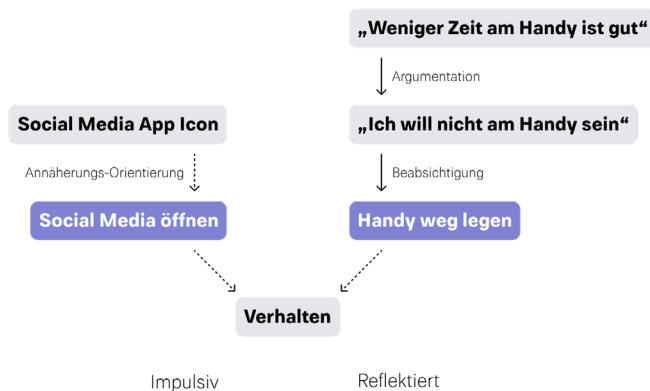 „Weniger Zeit am Handy ist gut“
Argumentation
Social Media App Icon
„Ich will nicht am Handy sein“
Annäherungs-Orientierung
Beabsichtigung
Social Media öffnen
Handy weg legen
Verhalten
Impulsiv
Reflektiert